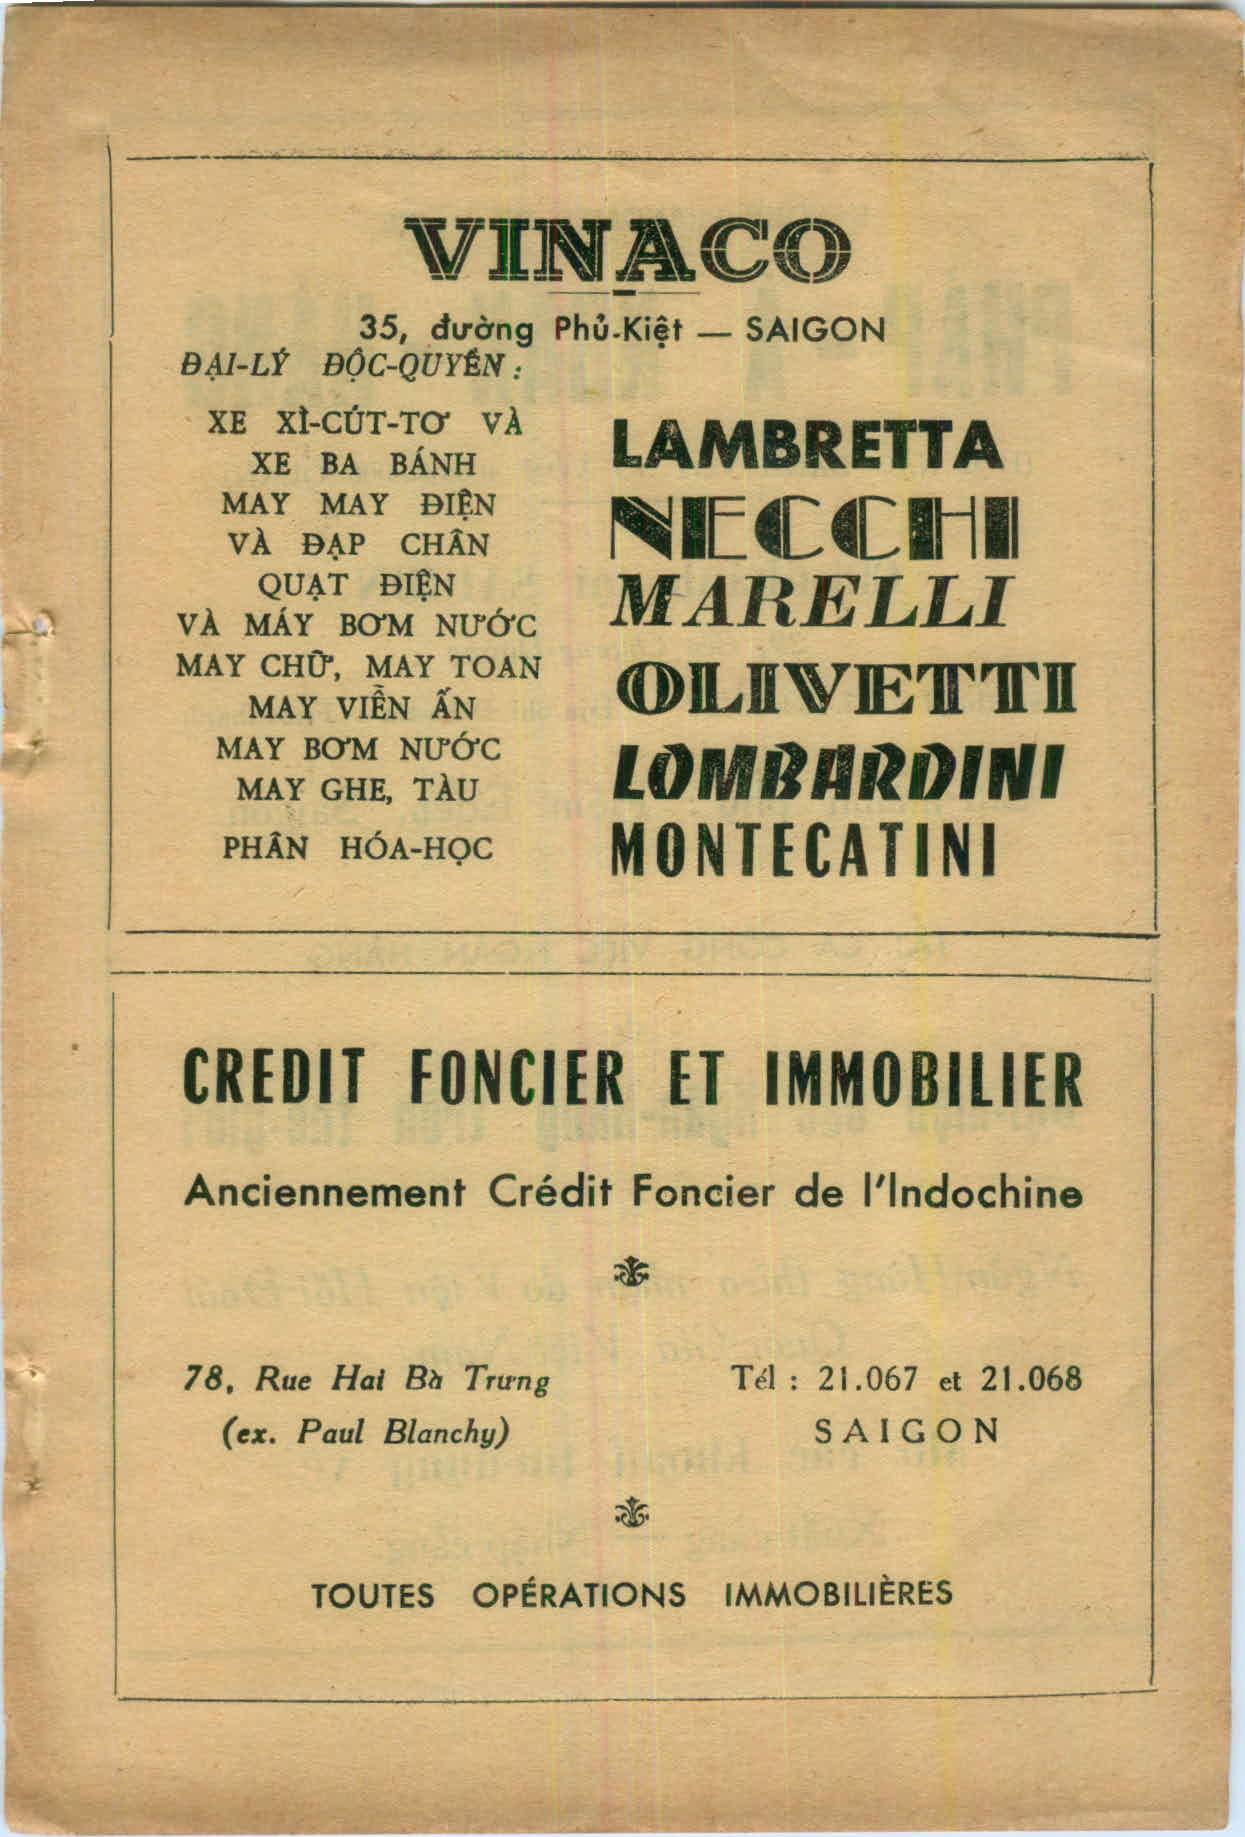 VINACO
35, đường Phủ-Kiệt — SAIGON
ĐẠI-LÝ ĐỘC-QUYỀN :
XE XÌ-CÚT-TƠ VÀ
XE BA BÁNH
LAMBRETTA
MAY MAY ĐIỆN
VÀ ĐẠP CHÂN
NECCHI
QUẠT ĐIỆN
VÀ MÁY BƠM NƯỚC
MARELLI
MAY CHỮ, MAY TOAN
MAY VIỄN ẤN
OLIVETTI
MAY BƠM NƯỚC
MAY GHE, TÀU
LOMBARDINI
PHÂN HÓA-HỌC
MONTECATINI
CREDIT FONCIER ET IMMOBILIER
Anciennement Crédit Foncier de l'Indochine
78, Rue Hai Bà Trưng
(ex. Paul Blanchy)
Tél : 21.067 et 21.068
SAIGON
TOUTES OPÉRATIONS IMMOBILIÈRES